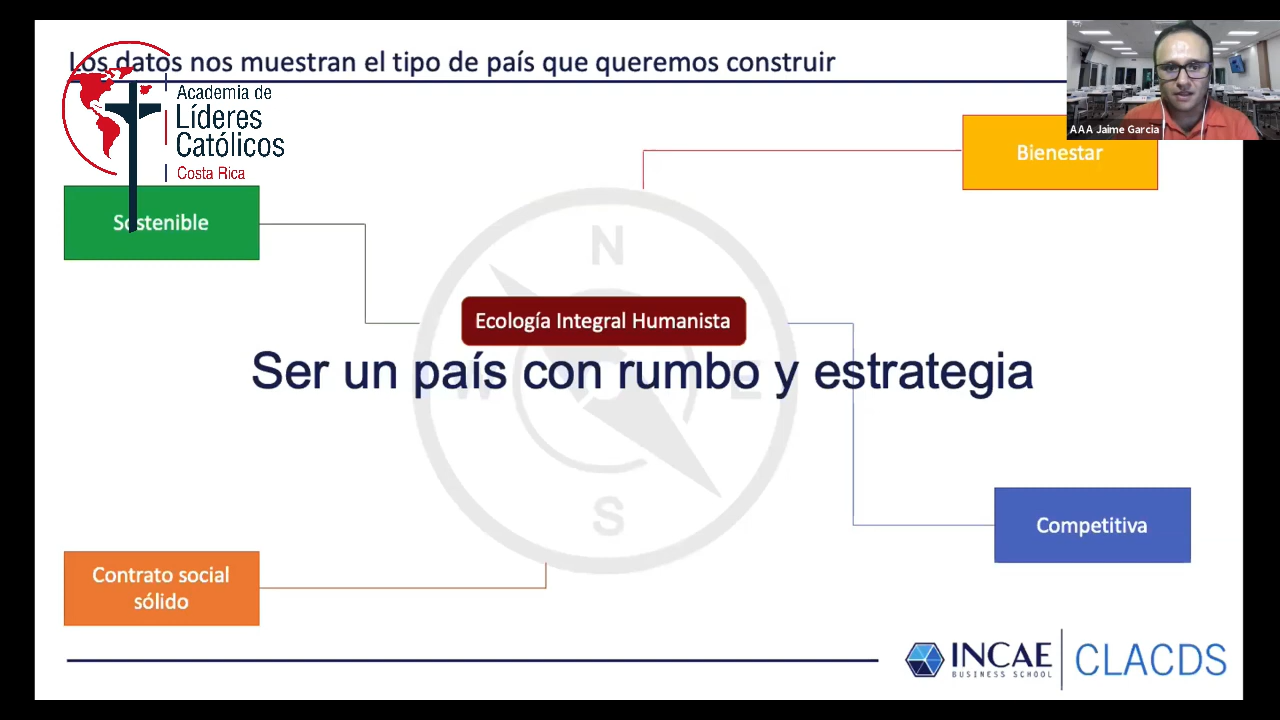 Los datos nos muestran el tipo de país que queremos construir
Academia de
Líderes
Católicos
Costa Rica
AAA Jaime Garcia
Bienestar
Sostenible
N
Ecología Integral Humanista
Ser un país con rumbo y estrategia
W
E
S
Competitiva
Contrato social
sólido
INCAE
BUSINESS SCHOOL
CLACDS